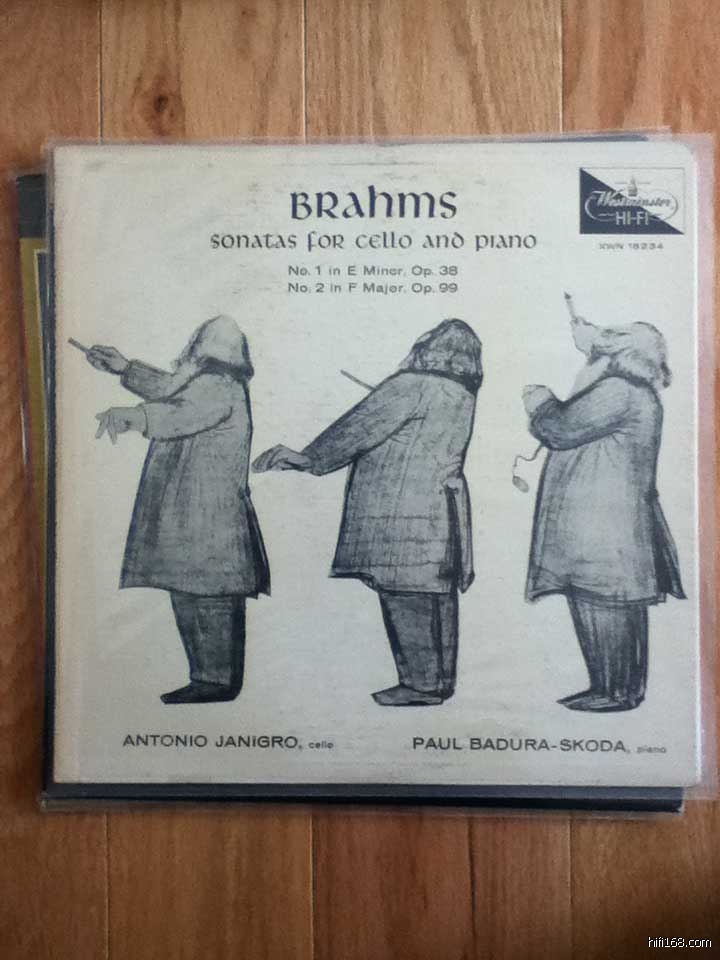 BRahms
Westminster
HI-FI
XWN 18234
sonatas for cello and piano
No. 1 in E Minor, Op. 38
No. 2 in F Major, Op. 99
ANTONIO JANIGRO, cello
PAUL BADURA-SKODA, piano
hifi168.com